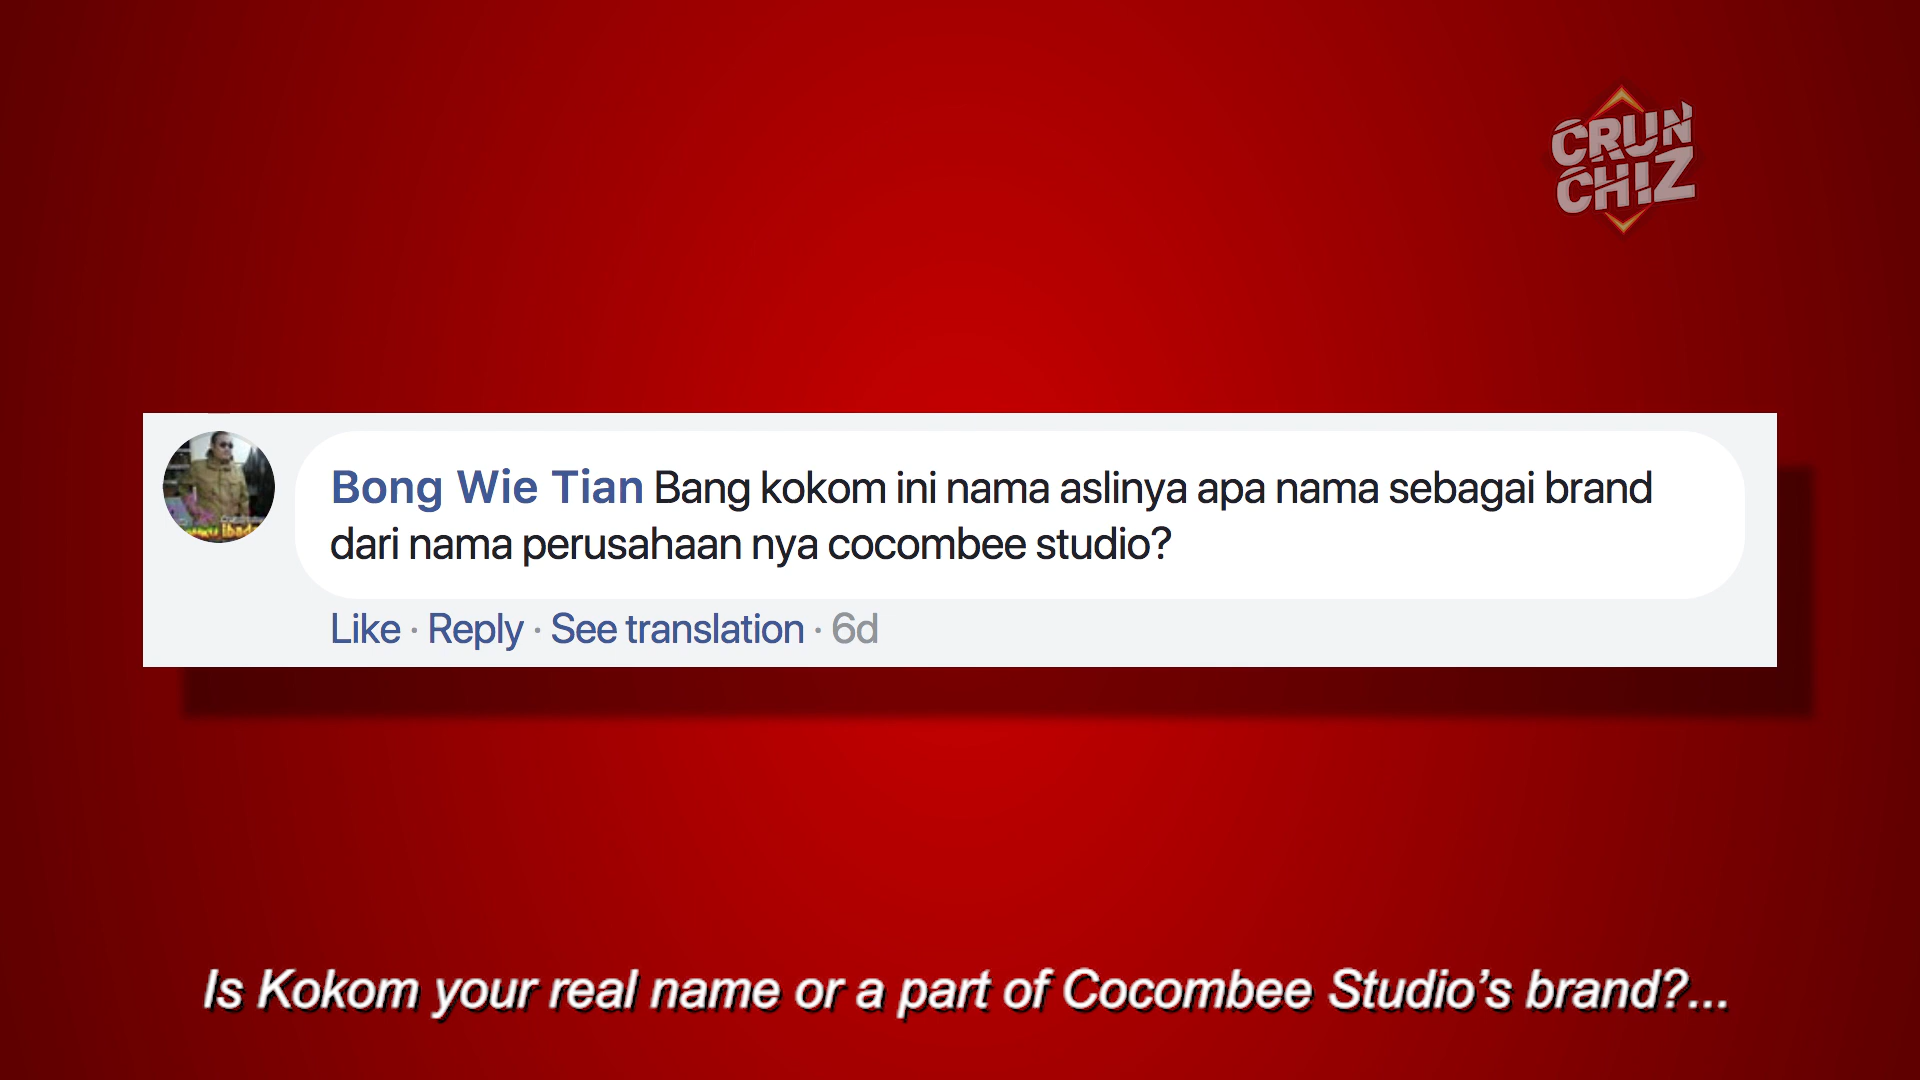 CRUN
CHIZ
Bong Wie Tian Bang kokom ini nama aslinya apa nama sebagai brand
dari nama perusahaan nya cocombee studio?
Like · Reply · See translation · 6d
Is Kokom your real name or a part of Cocombee Studio’s brand?...